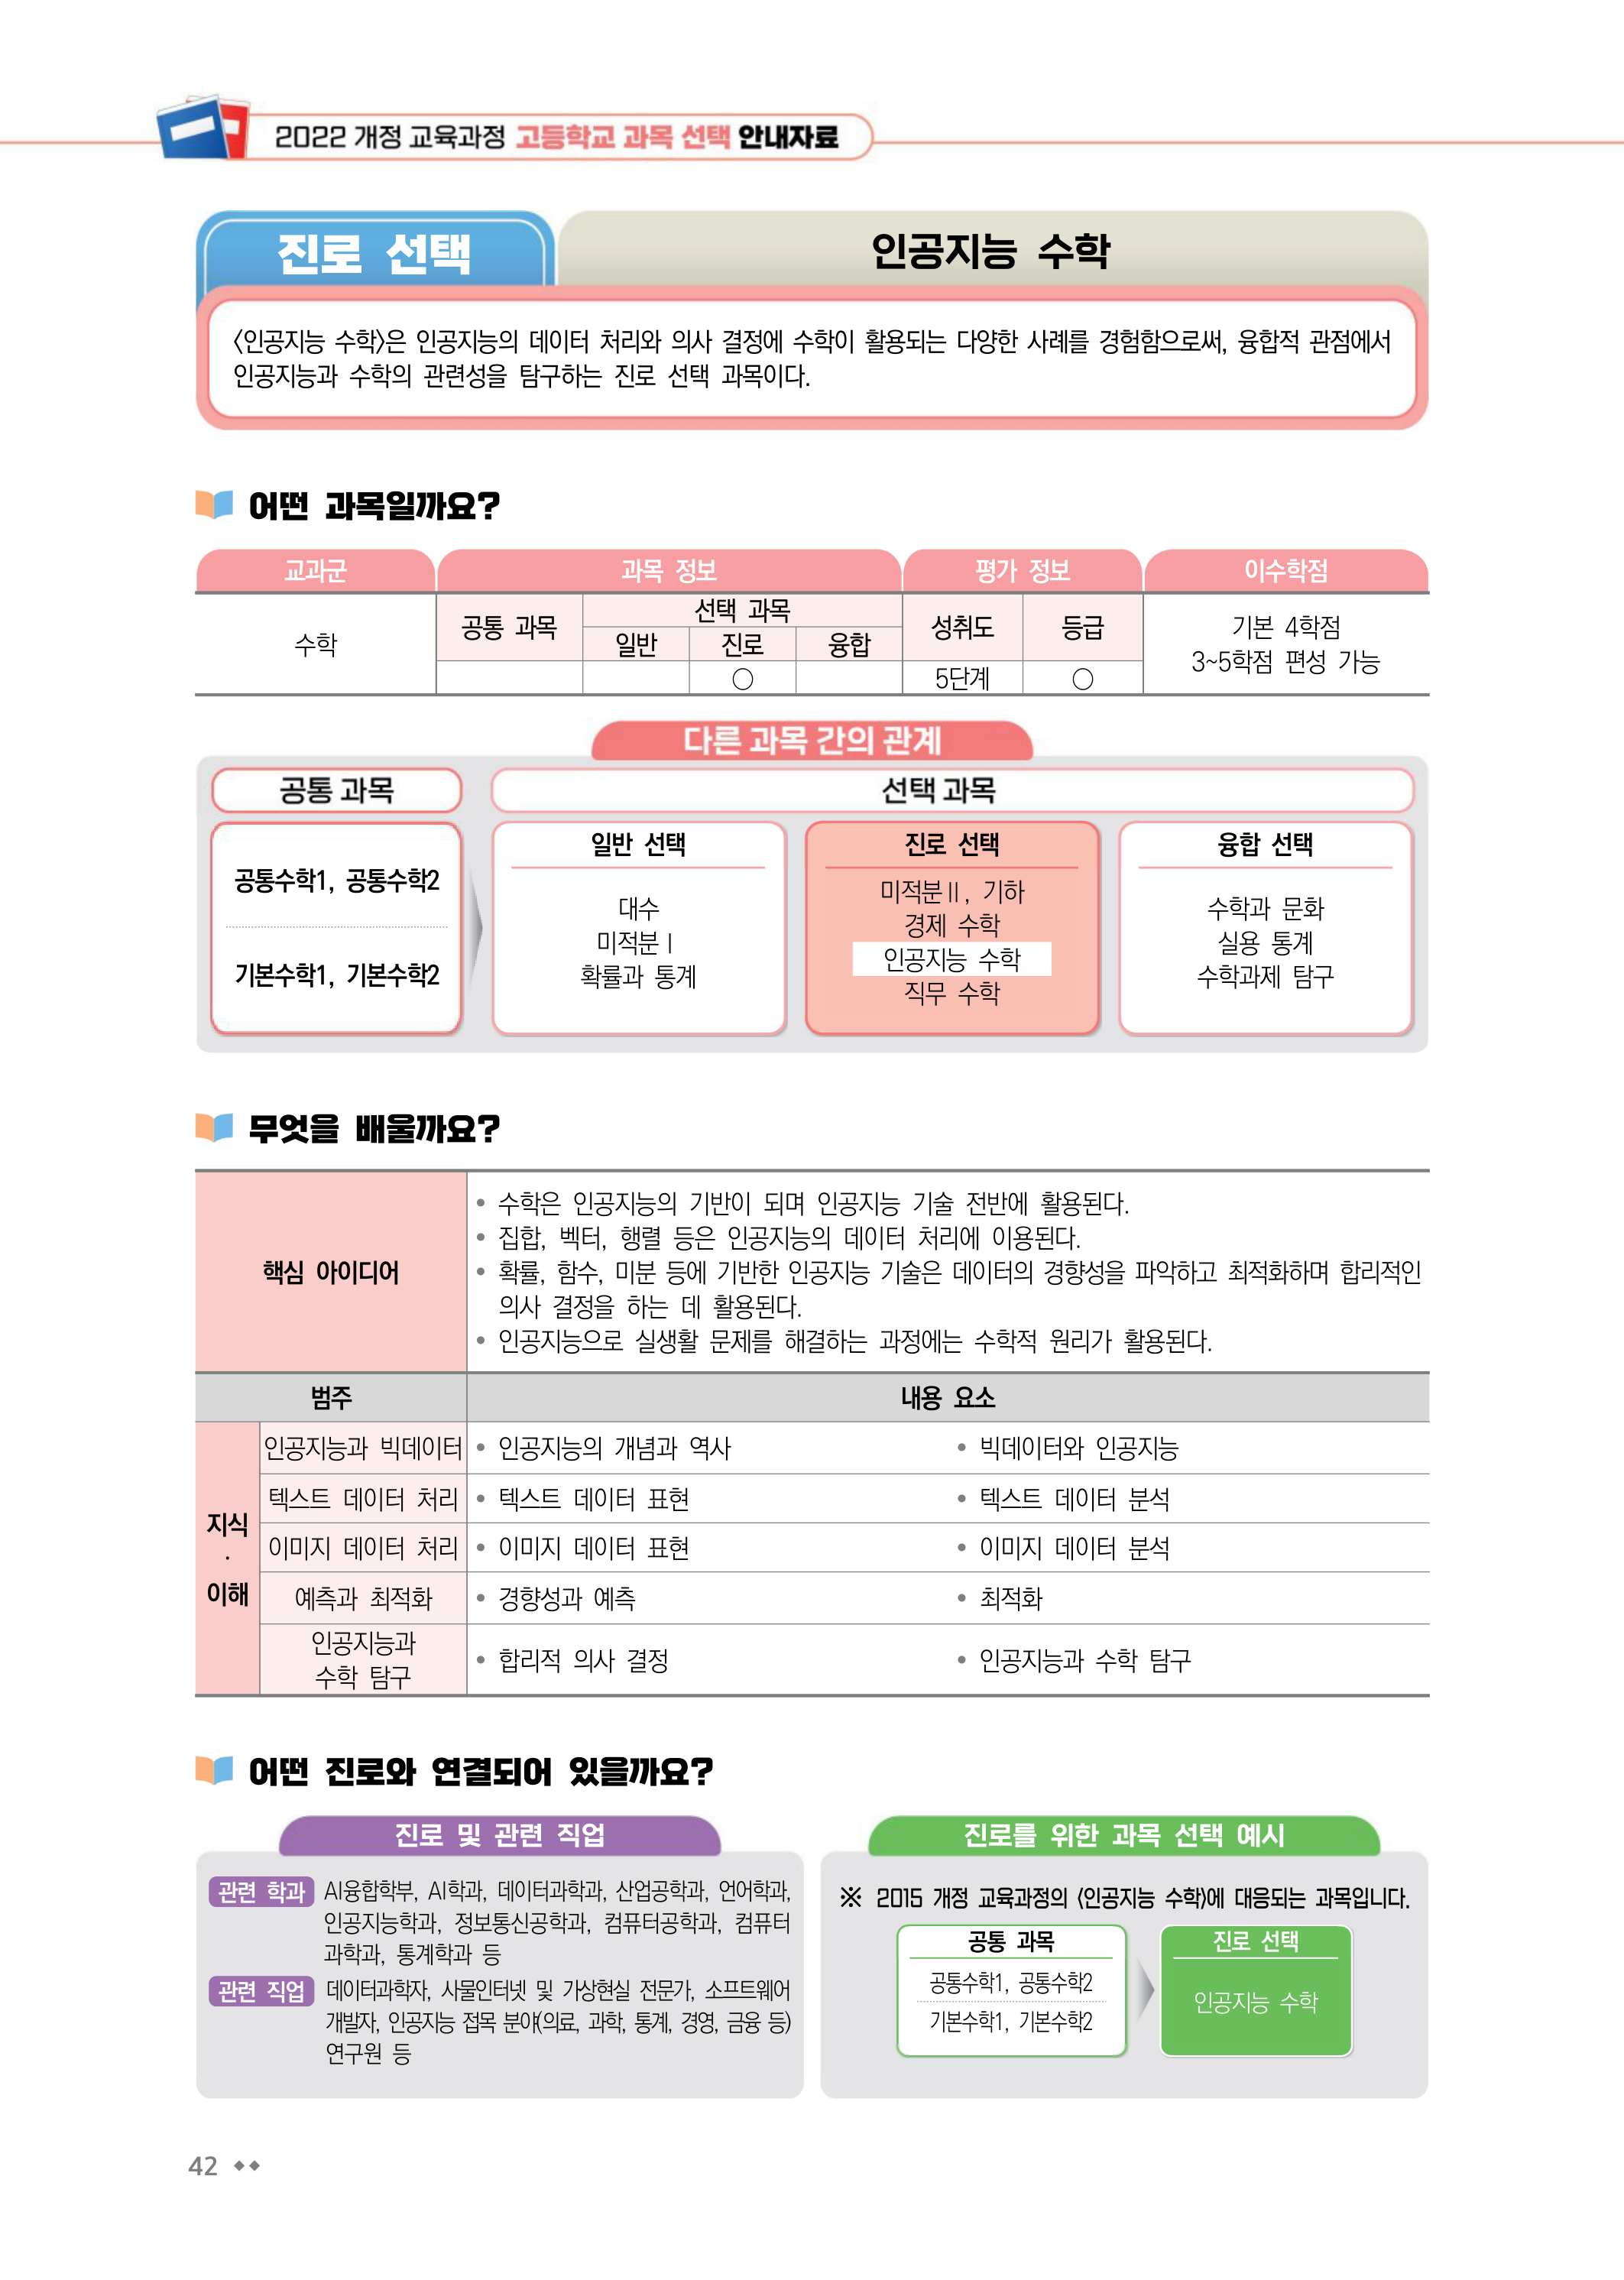 2022 개정 교육과정 고등학교 과목 선택 안내자료
진로 선택
인공지능 수학
〈인공지능 수학〉은 인공지능의 데이터 처리와 의사 결정에 수학이 활용되는 다양한 사례를 경험함으로써, 융합적 관점에서
인공지능과 수학의 관련성을 탐구하는 진로 선택 과목이다.
어떤 과목일까요?
교과군 과목 정보 평가 정보 이수학점
수학
공통 과목
선택 과목
일반 진로 융합
○
성취도 등급
5단계 ○
기본 4학점
3~5학점 편성 가능
다른 과목 간의 관계
공통 과목
선택 과목
공통수학1, 공통수학2
기본수학1, 기본수학2
일반 선택
대수
미적분Ⅰ
확률과 통계
진로 선택
미적분Ⅱ, 기하
경제 수학
인공지능 수학
직무 수학
융합 선택
수학과 문화
실용 통계
수학과제 탐구
무엇을 배울까요?
핵심 아이디어
• 수학은 인공지능의 기반이 되며 인공지능 기술 전반에 활용된다.
• 집합, 벡터, 행렬 등은 인공지능의 데이터 처리에 이용된다.
• 확률, 함수, 미분 등에 기반한 인공지능 기술은 데이터의 경향성을 파악하고 최적화하며 합리적인
의사 결정을 하는 데 활용된다.
• 인공지능으로 실생활 문제를 해결하는 과정에는 수학적 원리가 활용된다.
범주 내용 요소
지식
·
이해
인공지능과 빅데이터 • 인공지능의 개념과 역사 • 빅데이터와 인공지능
텍스트 데이터 처리 • 텍스트 데이터 표현 • 텍스트 데이터 분석
이미지 데이터 처리 • 이미지 데이터 표현 • 이미지 데이터 분석
예측과 최적화 • 경향성과 예측 • 최적화
인공지능과
수학 탐구
• 합리적 의사 결정 • 인공지능과 수학 탐구
어떤 진로와 연결되어 있을까요?
진로 및 관련 직업
관련 학과 AI융합학부, AI학과, 데이터과학과, 산업공학과, 언어학과,
인공지능학과, 정보통신공학과, 컴퓨터공학과, 컴퓨터
과학과, 통계학과 등
관련 직업 데이터과학자, 사물인터넷 및 가상현실 전문가, 소프트웨어
개발자, 인공지능 접목 분야(의료, 과학, 통계, 경영, 금융 등)
연구원 등
진로를 위한 과목 선택 예시
※ 2015 개정 교육과정의 〈인공지능 수학〉에 대응되는 과목입니다.
공통 과목
공통수학1, 공통수학2
기본수학1, 기본수학2
진로 선택
인공지능 수학
42 ◆◆